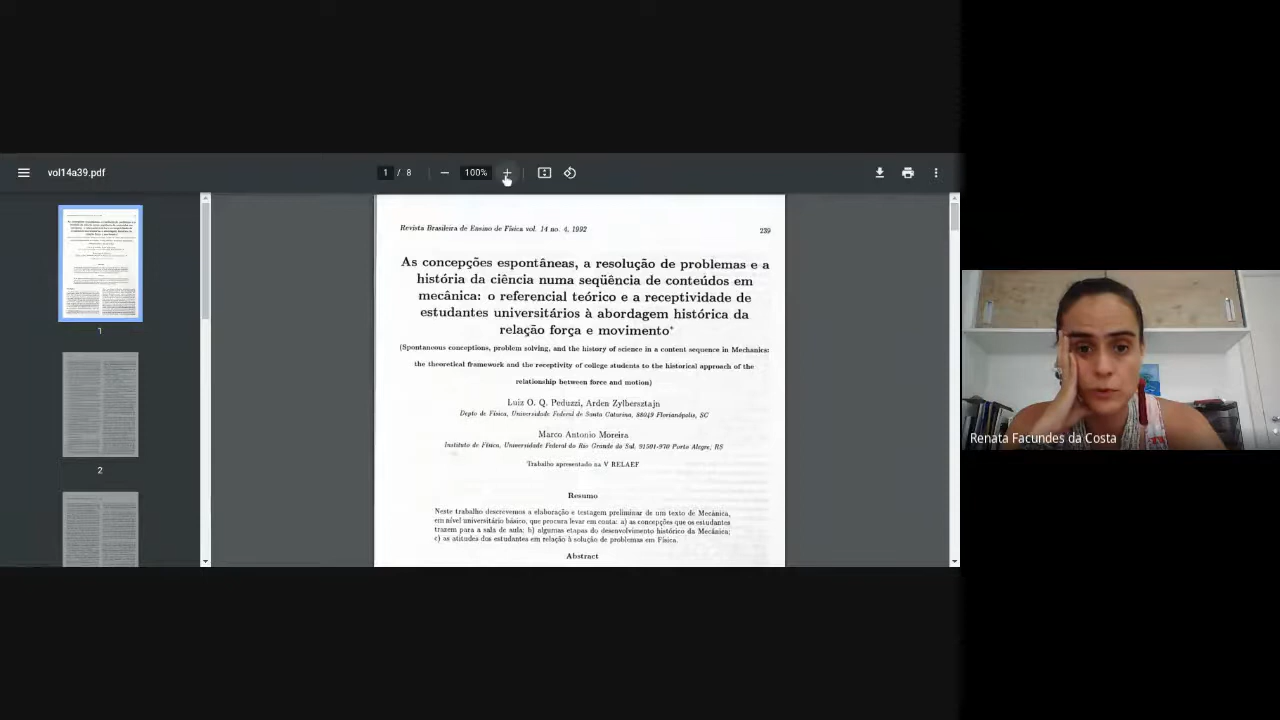 vol14a39.pdf
1 / 8
100%
Revista Brasileira de Ensino de Física vol. 14 no. 4, 1992
239
As concepções espontâneas, a resolução de problemas e a
história da ciência numa seqüência de conteúdos em
mecânica: o referencial teórico e a receptividade de
estudantes universitários à abordagem histórica da
relação força e movimento*
(Spontaneous conceptions, problem solving, and the history of science in a content sequence in Mechanics:
the theoretical framework and the receptivity of college students to the historical approach of the
relationship between force and motion)
Luiz O. Q. Peduzzi, Arden Zylbersztajn
Depto de Física, Universidade Federal de Santa Catarina, 88049 Florianópolis, SC
Marco Antonio Moreira
Instituto de Física, Universidade Federal do Rio Grande do Sul, 91501-970 Porto Alegre, RS
Trabalho apresentado na V RELAEF
Resumo
Neste trabalho descrevemos a elaboração e testagem preliminar de um texto de Mecânica,
em nível universitário básico, que procura levar em conta: a) as concepções que os estudantes
trazem para a sala de aula; b) algumas etapas do desenvolvimento histórico da Mecânica;
c) as atitudes dos estudantes em relação à solução de problemas em Física.
Abstract
1
2
Renata Facundes da Costa